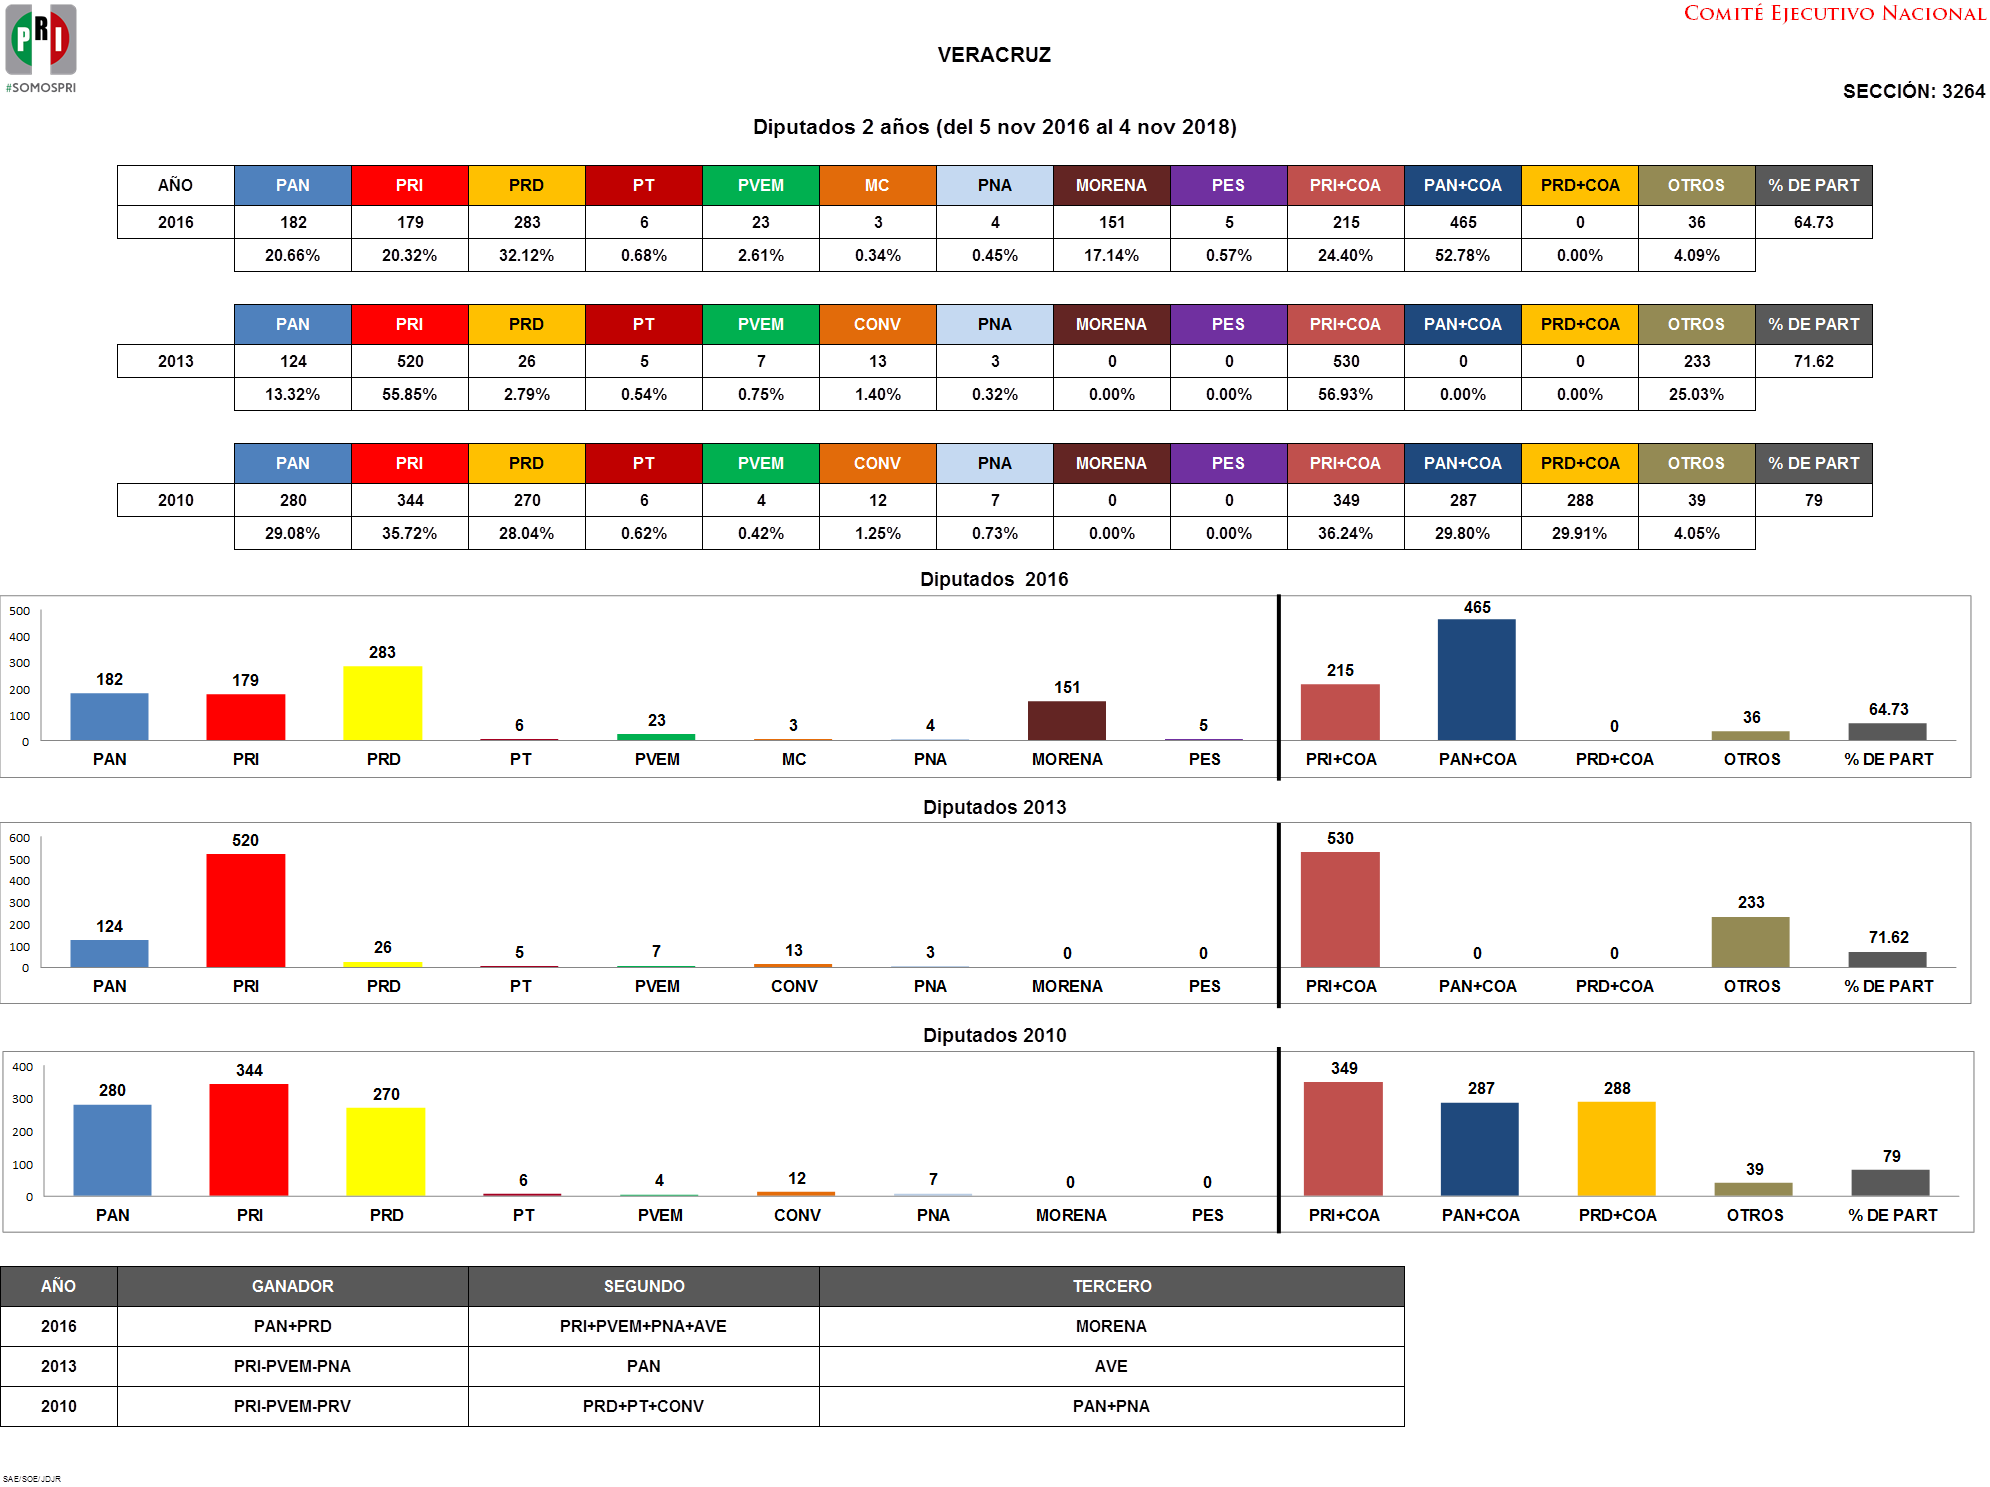 PRI
#SOMOSPRI
COMITÉ EJECUTIVO NACIONAL
VERACRUZ
SECCIÓN: 3264
Diputados 2 años (del 5 nov 2016 al 4 nov 2018)
AÑO PAN PRI PRD PT PVEM MC PNA MORENA PES PRI+COA PAN+COA PRD+COA OTROS % DE PART
2016 182 179 283 6 23 3 4 151 5 215 465 0 36 64.73
20.66% 20.32% 32.12% 0.68% 2.61% 0.34% 0.45% 17.14% 0.57% 24.40% 52.78% 0.00% 4.09%
PAN PRI PRD PT PVEM CONV PNA MORENA PES PRI+COA PAN+COA PRD+COA OTROS % DE PART
2013 124 520 26 5 7 13 3 0 0 530 0 0 233 71.62
13.32% 55.85% 2.79% 0.54% 0.75% 1.40% 0.32% 0.00% 0.00% 56.93% 0.00% 0.00% 25.03%
PAN PRI PRD PT PVEM CONV PNA MORENA PES PRI+COA PAN+COA PRD+COA OTROS % DE PART
2010 280 344 270 6 4 12 7 0 0 349 287 288 39 79
29.08% 35.72% 28.04% 0.62% 0.42% 1.25% 0.73% 0.00% 0.00% 36.24% 29.80% 29.91% 4.05%
Diputados 2016
500
400
300
200
100
0
182 179 283 6 23 3 4 151 5 215 465 0 36 64.73
PAN PRI PRD PT PVEM MC PNA MORENA PES PRI+COA PAN+COA PRD+COA OTROS % DE PART
Diputados 2013
600
500
400
300
200
100
0
124 520 26 5 7 13 3 0 0 530 0 0 233 71.62
PAN PRI PRD PT PVEM CONV PNA MORENA PES PRI+COA PAN+COA PRD+COA OTROS % DE PART
Diputados 2010
400
300
200
100
0
280 344 270 6 4 12 7 0 0 349 287 288 39 79
PAN PRI PRD PT PVEM CONV PNA MORENA PES PRI+COA PAN+COA PRD+COA OTROS % DE PART
AÑO GANADOR SEGUNDO TERCERO
2016 PAN+PRD PRI+PVEM+PNA+AVE MORENA
2013 PRI-PVEM-PNA PAN AVE
2010 PRI-PVEM-PRV PRD+PT+CONV PAN+PNA
SAE/SOE/JDJR